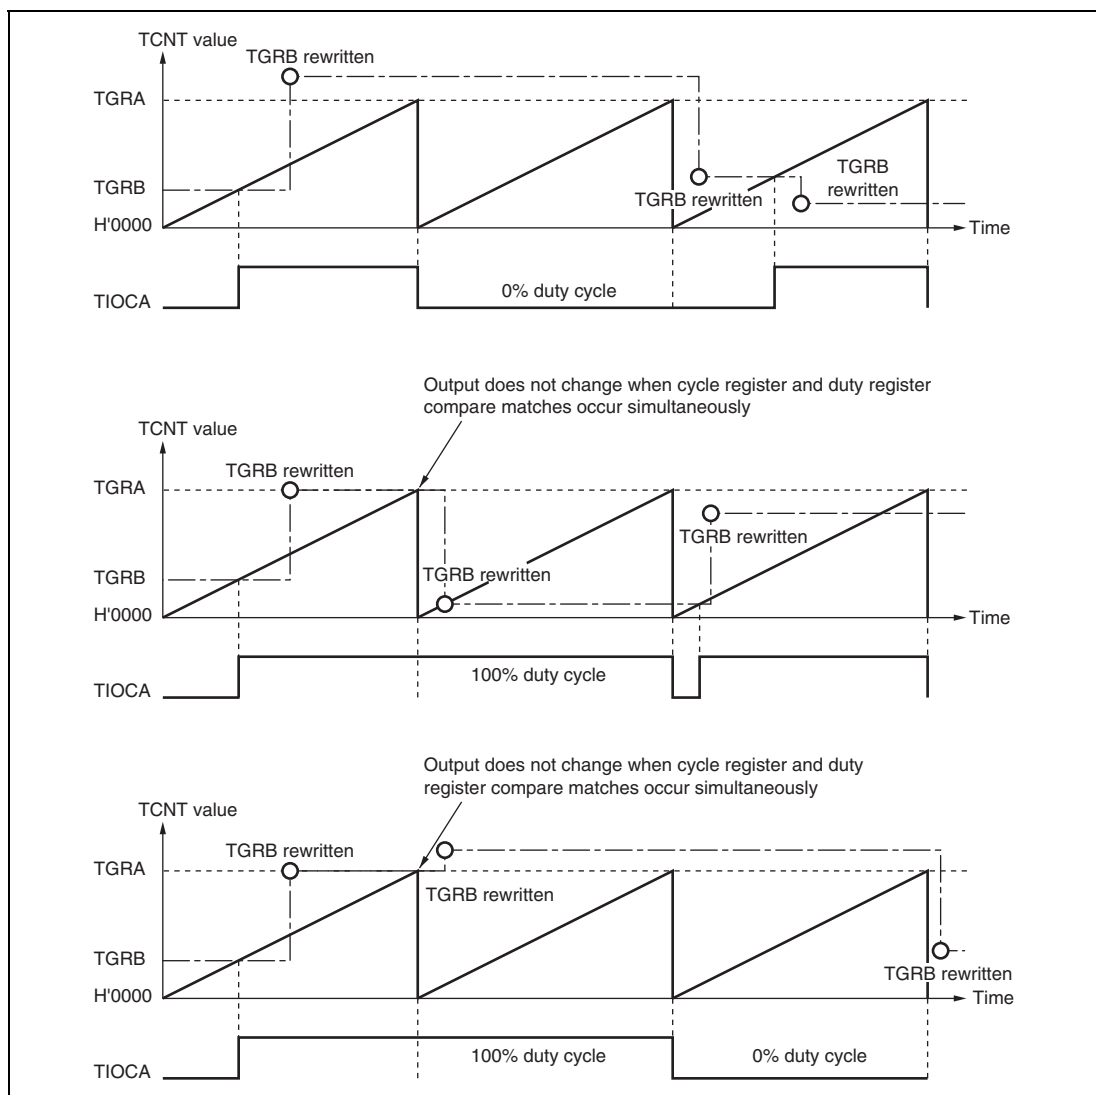 TCNT value
TGRB rewritten
TGRA
TGRB
rewritten
TGRB
TGRB rewritten
H'0000
Time
0% duty cycle
TIOCA
Output does not change when cycle register and duty register
compare matches occur simultaneously
TCNT value
TGRB rewritten
TGRA
TGRB rewritten
TGRB
TGRB rewritten
H'0000
Time
100% duty cycle
TIOCA
Output does not change when cycle register and duty
register compare matches occur simultaneously
TCNT value
TGRB rewritten
TGRA
TGRB rewritten
TGRB
TGRB rewritten
H'0000
Time
100% duty cycle
0% duty cycle
TIOCA